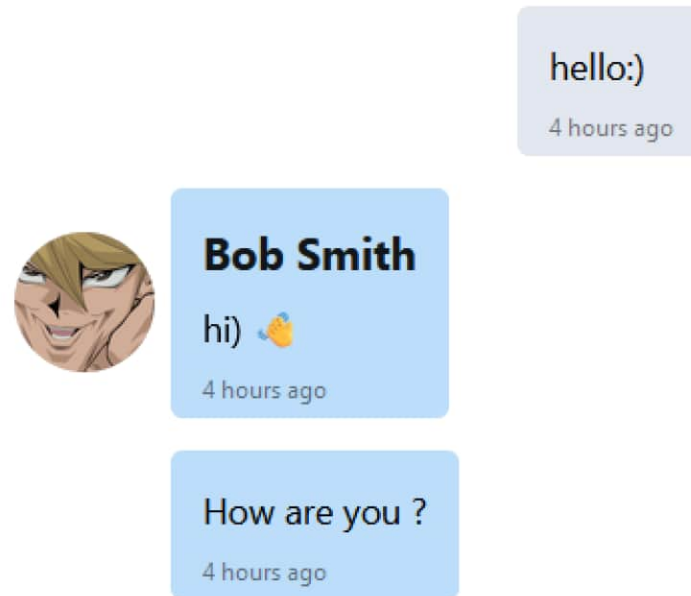 hello:)
4 hours ago
Bob Smith
hi) 👋
4 hours ago
How are you ?
4 hours ago